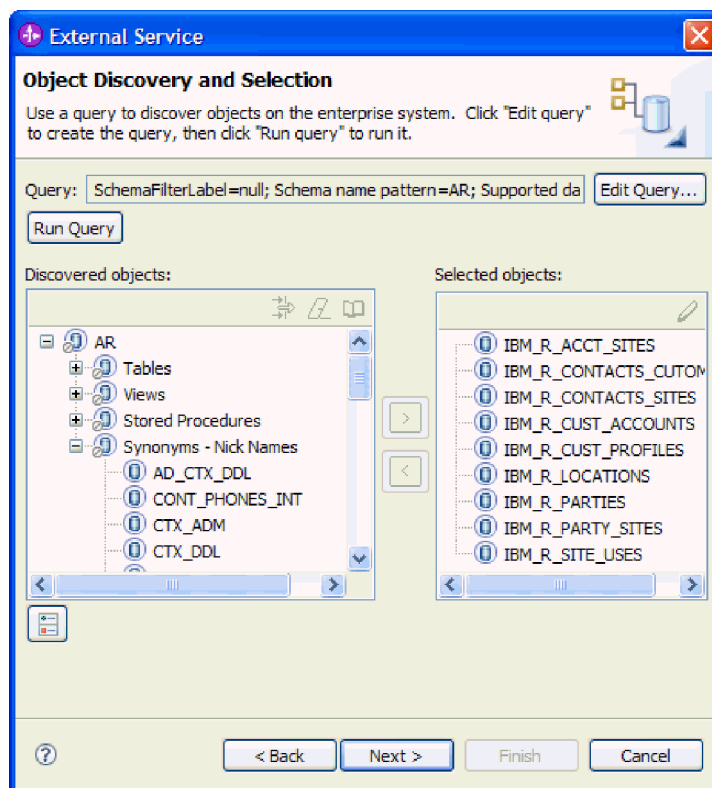 External Service
Object Discovery and Selection
Use a query to discover objects on the enterprise system. Click "Edit query"
to create the query, then click "Run query" to run it.
Query: SchemaFilterLabel=null; Schema name pattern=AR; Supported da Edit Query...
Run Query
Discovered objects:
AR
Tables
Views
Stored Procedures
Synonyms - Nick Names
AD_CTX_DDL
CONT_PHONES_INT
CTX_ADM
CTX_DDL
Selected objects:
IBM_R_ACCT_SITES
IBM_R_CONTACTS_CUTOM
IBM_R_CONTACTS_SITES
IBM_R_CUST_ACCOUNTS
IBM_R_CUST_PROFILES
IBM_R_LOCATIONS
IBM_R_PARTIES
IBM_R_PARTY_SITES
IBM_R_SITE_USES
> 
<
? < Back Next > Finish Cancel